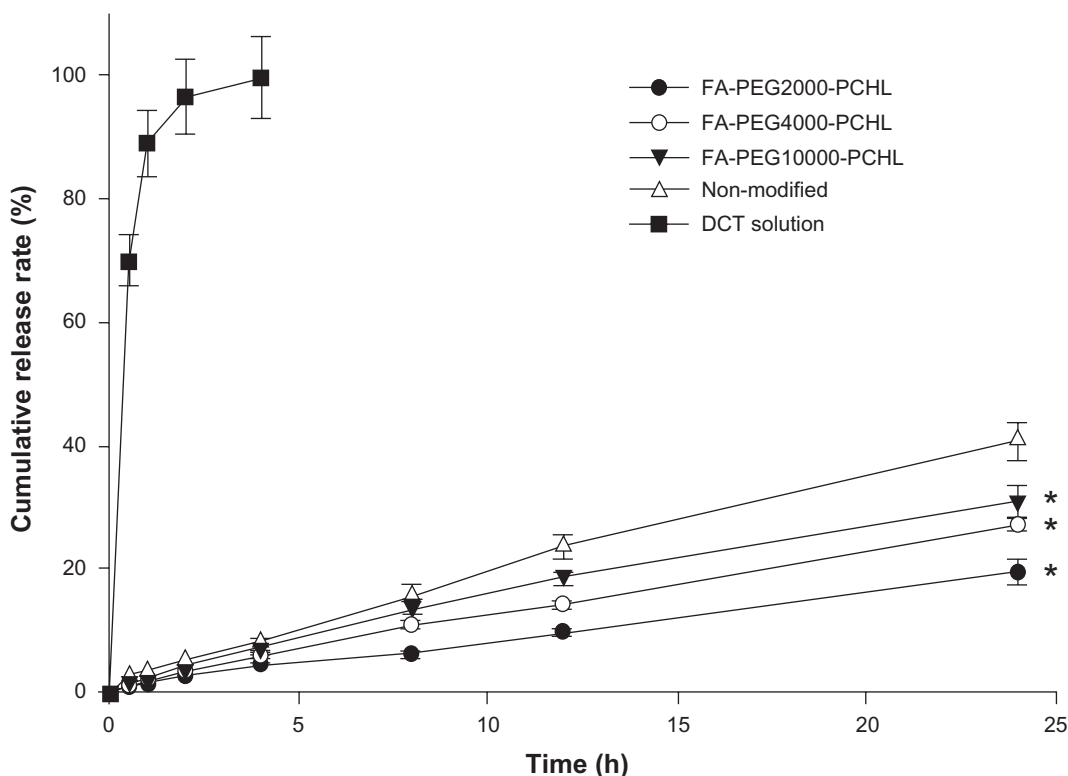 100
80
60
40
20
0
Cumulative release rate (%)
FA-PEG2000-PCHL
FA-PEG4000-PCHL
FA-PEG10000-PCHL
Non-modified
DCT solution
*
*
*
0 5 10 15 20 25
Time (h)